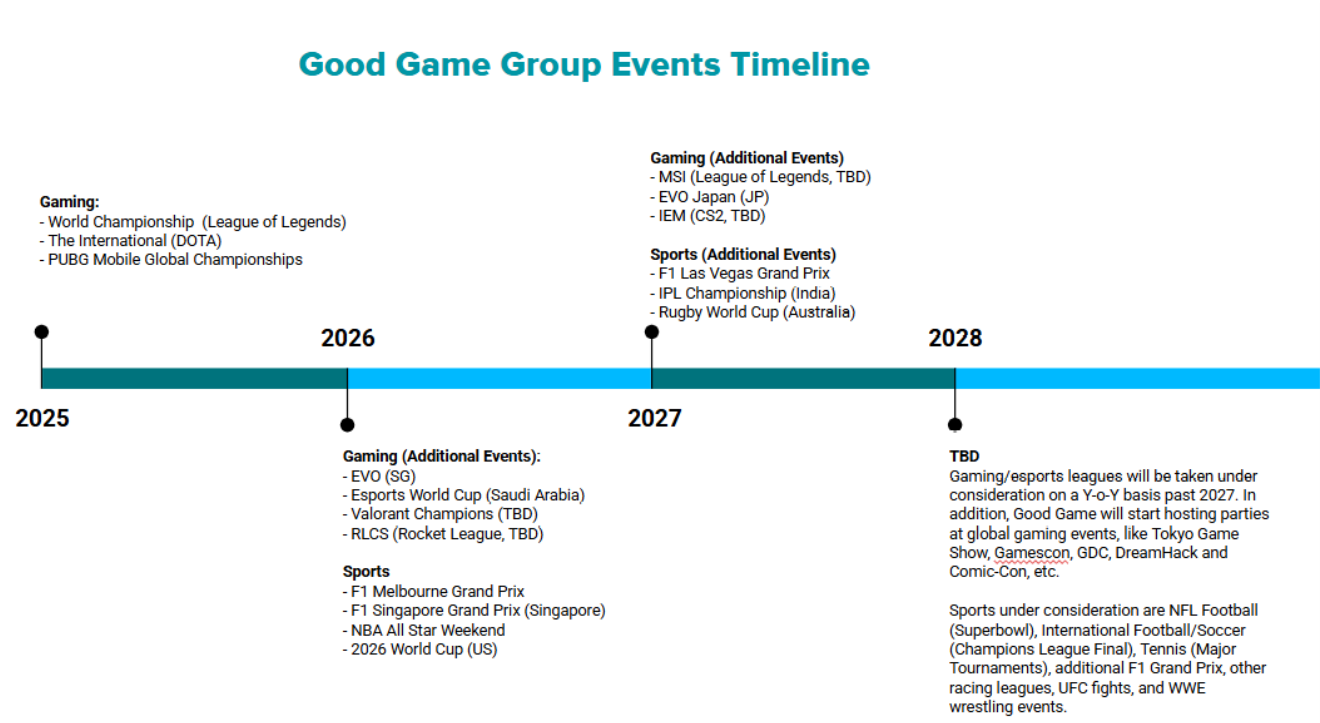 Good Game Group Events Timeline
Gaming:
- World Championship  (League of Legends)
- The International (DOTA)
- PUBG Mobile Global Championships
2025
2026
Gaming (Additional Events):
- EVO (SG)
- Esports World Cup (Saudi Arabia)
- Valorant Champions (TBD)
- RLCS (Rocket League, TBD)
Sports
- F1 Melbourne Grand Prix
- F1 Singapore Grand Prix (Singapore)
- NBA All Star Weekend
- 2026 World Cup (US)
Gaming (Additional Events)
- MSI (League of Legends, TBD)
- EVO Japan (JP)
- IEM (CS2, TBD)
Sports (Additional Events)
- F1 Las Vegas Grand Prix
- IPL Championship (India)
- Rugby World Cup (Australia)
2027
2028
TBD
Gaming/esports leagues will be taken under
consideration on a Y-o-Y basis past 2027. In
addition, Good Game will start hosting parties
at global gaming events, like Tokyo Game
Show, Gamescon, GDC, DreamHack and
Comic-Con, etc.
Sports under consideration are NFL Football
(Superbowl), International Football/Soccer
(Champions League Final), Tennis (Major
Tournaments), additional F1 Grand Prix, other
racing leagues, UFC fights, and WWE
wrestling events.